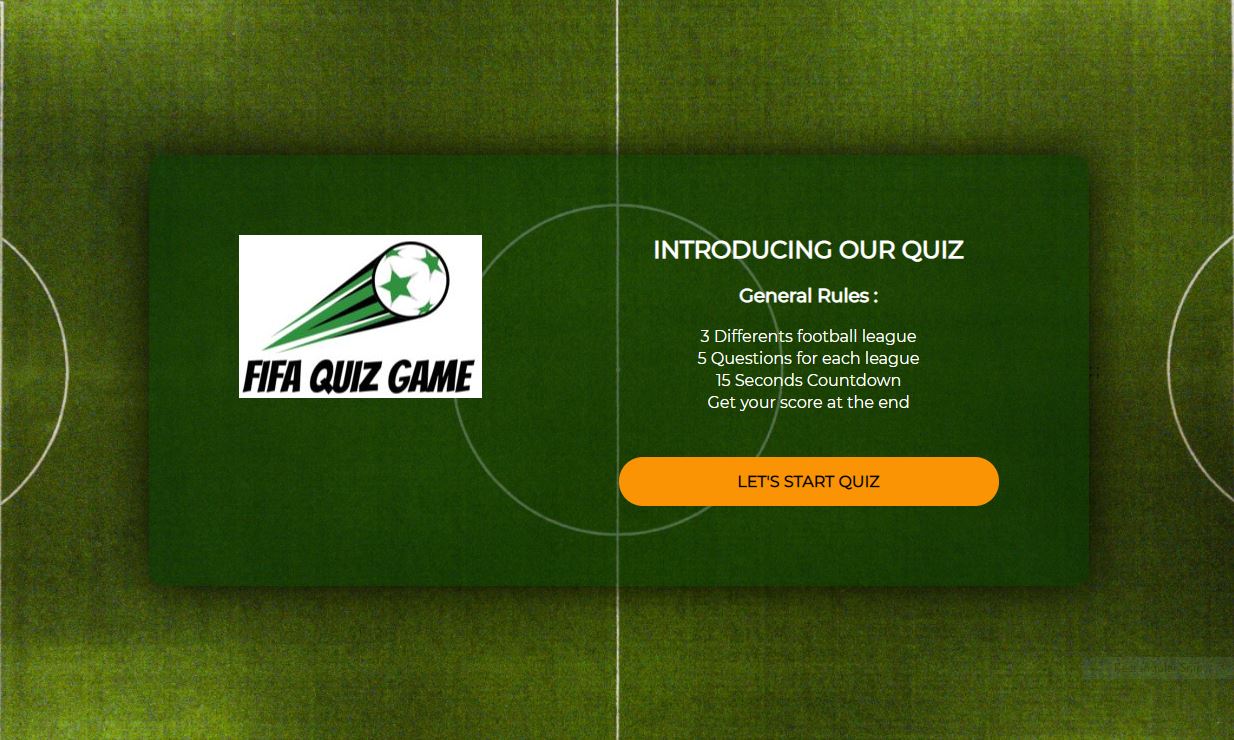 FIFA QUIZ GAME
INTRODUCING OUR QUIZ
General Rules :
3 Differents football league
5 Questions for each league
15 Seconds Countdown
Get your score at the end
LET'S START QUIZ